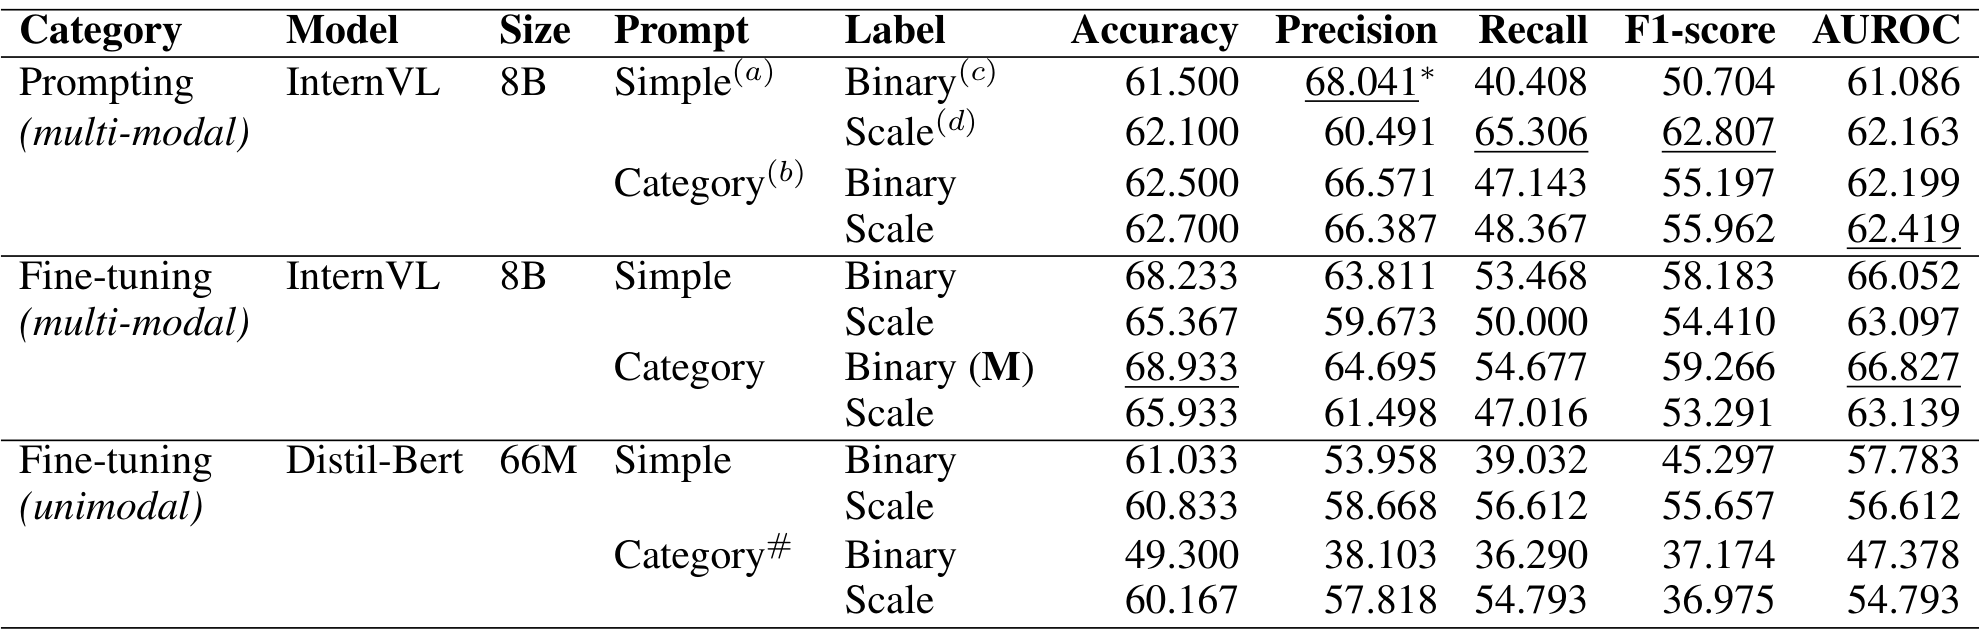 Category Model Size Prompt Label Accuracy Precision Recall F1-score AUROC
Prompting InternVL 8B Simple(a) Binary(c) 61.500 68.041* 40.408 50.704 61.086
(multi-modal) Scale(d) 62.100 60.491 65.306 62.807 62.163
Category(b) Binary 62.500 66.571 47.143 55.197 62.199
Scale 62.700 66.387 48.367 55.962 62.419
Fine-tuning InternVL 8B Simple Binary 68.233 63.811 53.468 58.183 66.052
(multi-modal) Scale 65.367 59.673 50.000 54.410 63.097
Category Binary (M) 68.933 64.695 54.677 59.266 66.827
Scale 65.933 61.498 47.016 53.291 63.139
Fine-tuning Distil-Bert 66M Simple Binary 61.033 53.958 39.032 45.297 57.783
(unimodal) Scale 60.833 58.668 56.612 55.657 56.612
Category# Binary 49.300 38.103 36.290 37.174 47.378
Scale 60.167 57.818 54.793 36.975 54.793